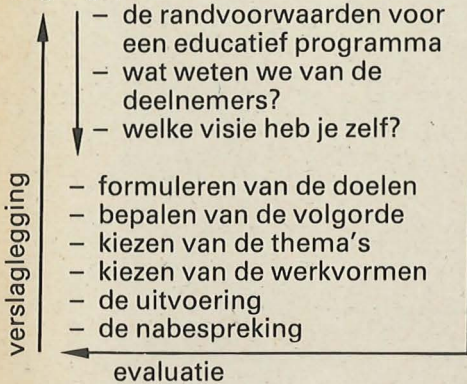 – de randvoorwaarden voor
een educatief programma
– wat weten we van de
deelnemers?
– welke visie heb je zelf?
– formuleren van de doelen
– bepalen van de volgorde
– kiezen van de thema's
– kiezen van de werkvormen
– de uitvoering
– de nabespreking
verslaglegging
evaluatie